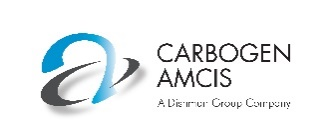 CARBOGEN
AMCIS
A Dishman Group Company